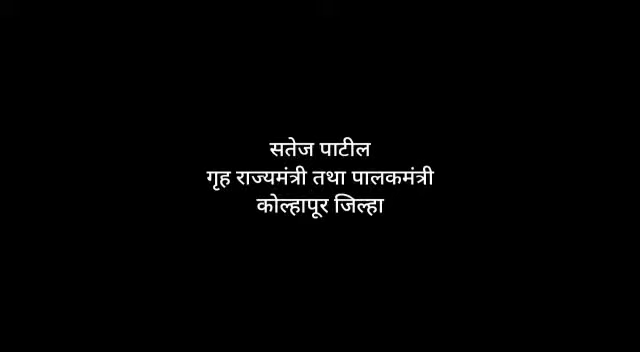 सतेज पाटील
गृह राज्यमंत्री तथा पालकमंत्री
कोल्हापूर जिल्हा